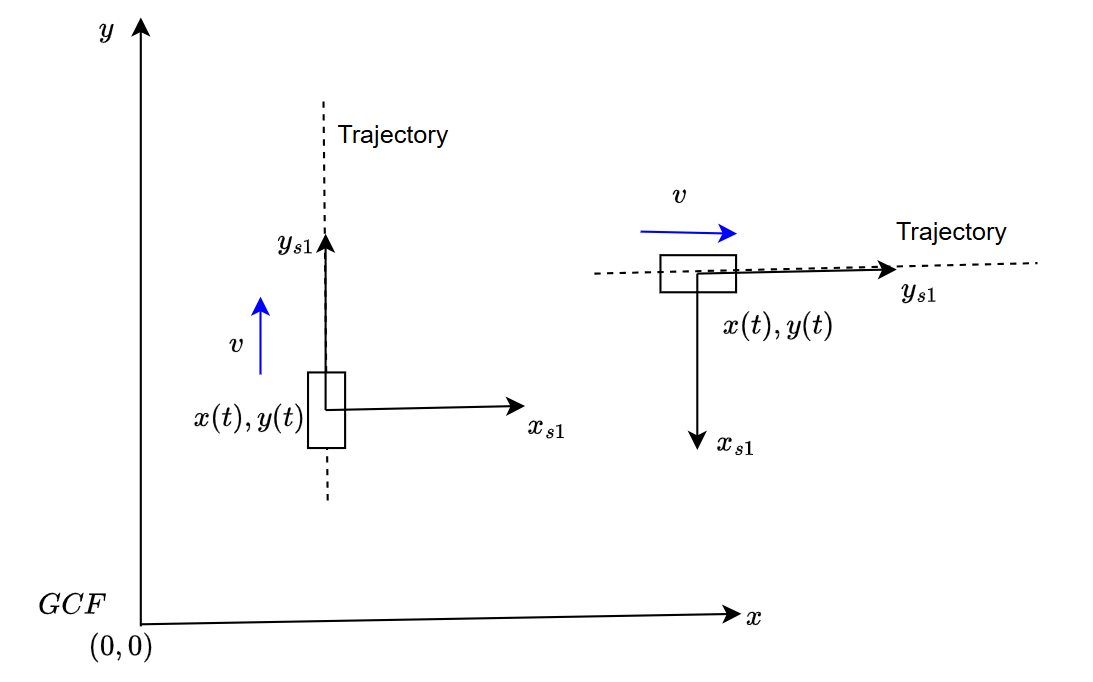 y
Trajectory
v
Trajectory
y_{s1}
y_{s1}
x(t), y(t)
v
x(t), y(t)
x_{s1}
x_{s1}
GCF
x
(0, 0)